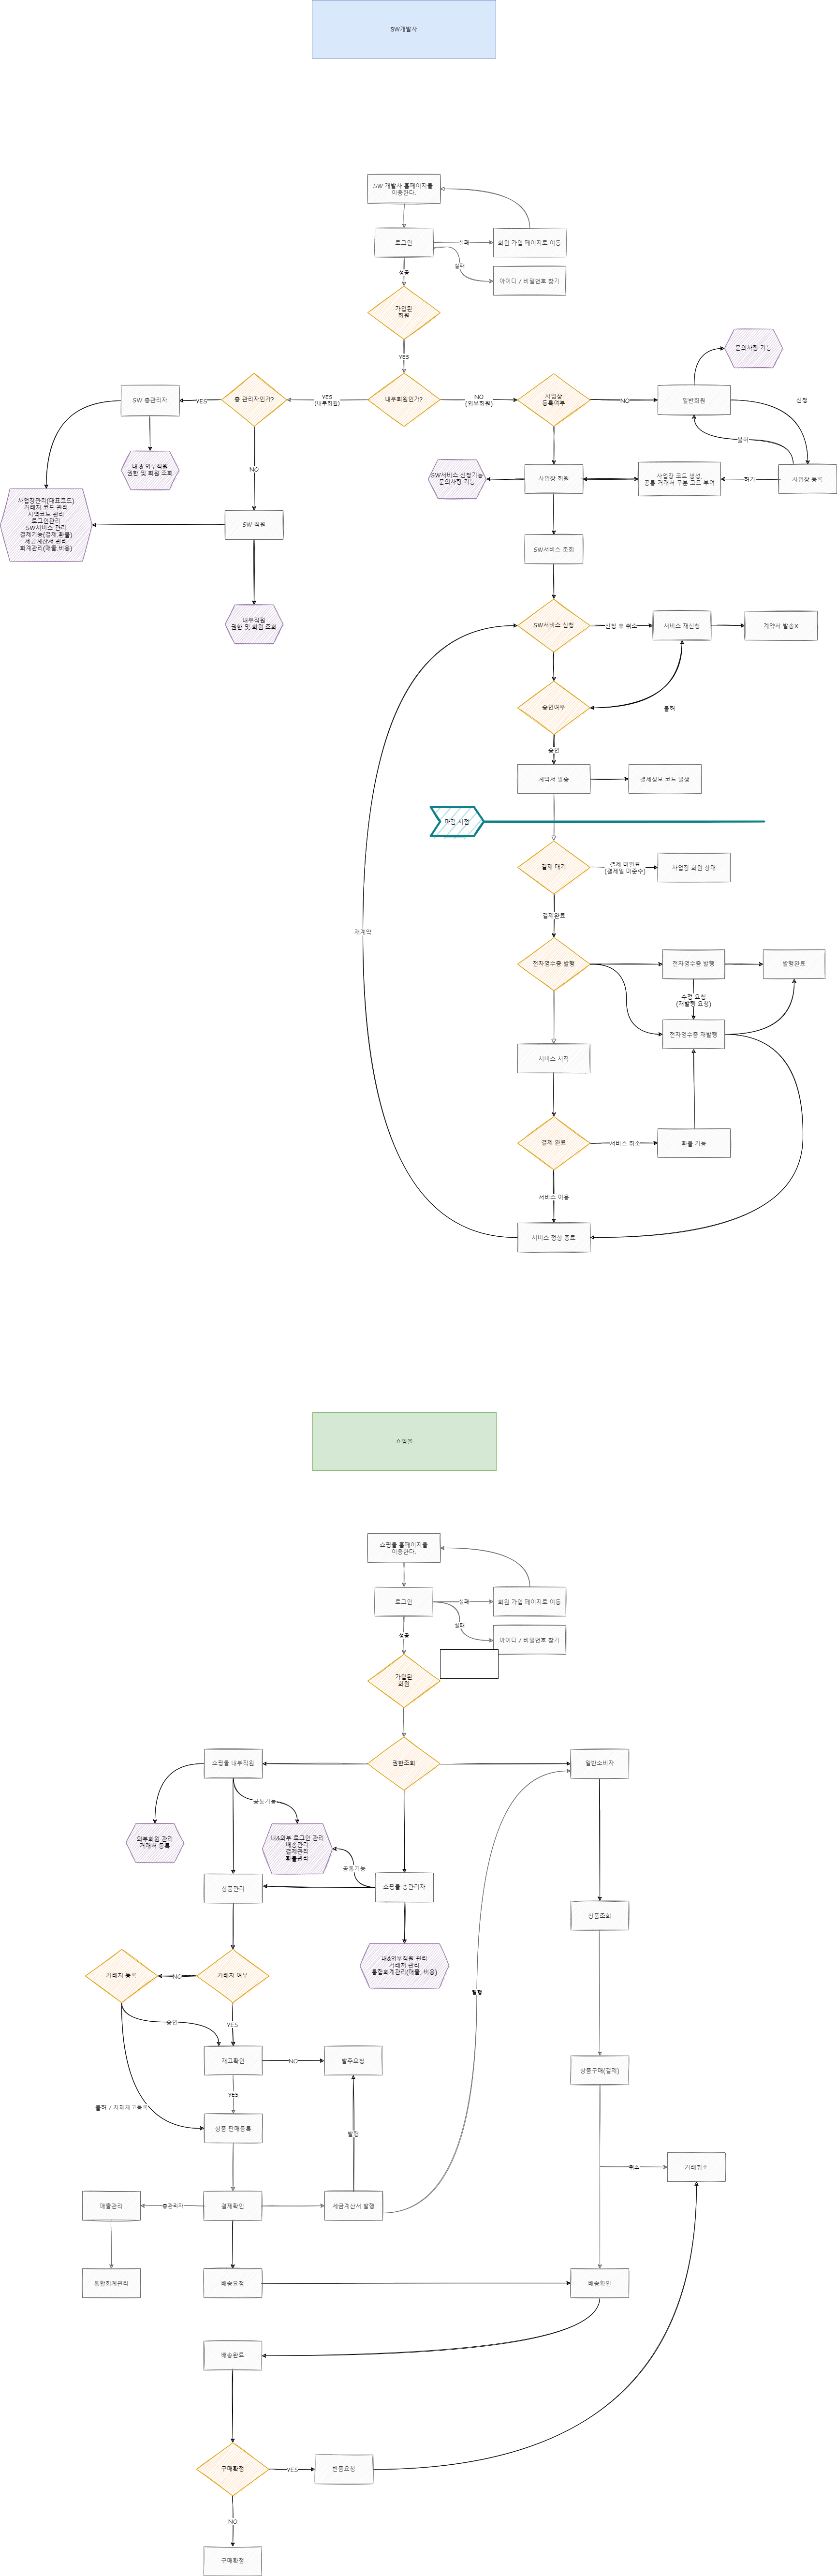 SW개발사
SW 개발사 홈페이지를
이용한다.
로그인
실패
회원 가입 페이지로 이동
실패
아이디 / 비밀번호 찾기
성공
가입된
회원
YES
문의사항 기능
SW 총관리자
YES
총 관리자인가?
YES
(내부회원)
내부회원인가?
NO
(외부회원)
사업장
등록여부
NO
일반회원
신청
불허
내 & 외부직원
권한 및 회원 조회
NO
SW서비스 신청기능
문의사항 기능
사업장 회원
사업장 코드 생성,
공통 거래처 구분 코드 부여
허가
사업장 등록
사업장관리(대표코드)
거래처 코드 관리
지역코드 관리
로그인관리
SW서비스 관리
결제기능(결제,환불)
세금계산서 관리
회계관리(매출,비용)
SW 직원
SW서비스 조회
내부직원
권한 및 회원 조회
SW서비스 신청
신청 후 취소
서비스 재신청
계약서 발송X
승인여부
불허
승인
계약서 발송
결제정보 코드 발생
마감 시점
결제 대기
결제 미완료
(결제일 미준수)
사업장 회원 상태
결제완료
재계약
전자영수증 발행
전자영수증 발행
발행완료
수정 요청
(재발행 요청)
전자영수증 재발행
서비스 시작
결제 완료
서비스 취소
환불 기능
서비스 이용
서비스 정상 종료
쇼핑몰
쇼핑몰 홈페이지를
이용한다.
로그인
실패
회원 가입 페이지로 이동
실패
아이디 / 비밀번호 찾기
성공
가입된
회원
쇼핑몰 내부직원
권한조회
일반소비자
공통기능
외부회원 관리
거래처 등록
내&외부 로그인 관리
배송관리
결제관리
환불관리
공통기능
상품관리
쇼핑몰 총관리자
상품조회
내&외부직원 관리
거래처 관리
통합회계관리(매출, 비용)
거래처 등록
NO
거래처 여부
발행
승인
YES
재고확인
NO
발주요청
상품구매(결제)
YES
불허 / 자체재고등록
상품 판매등록
발행
취소
거래취소
매출관리
총관리자
결제확인
세금계산서 발행
통합회계관리
배송요청
배송확인
배송완료
구매확정
YES
반품요청
NO
구매확정